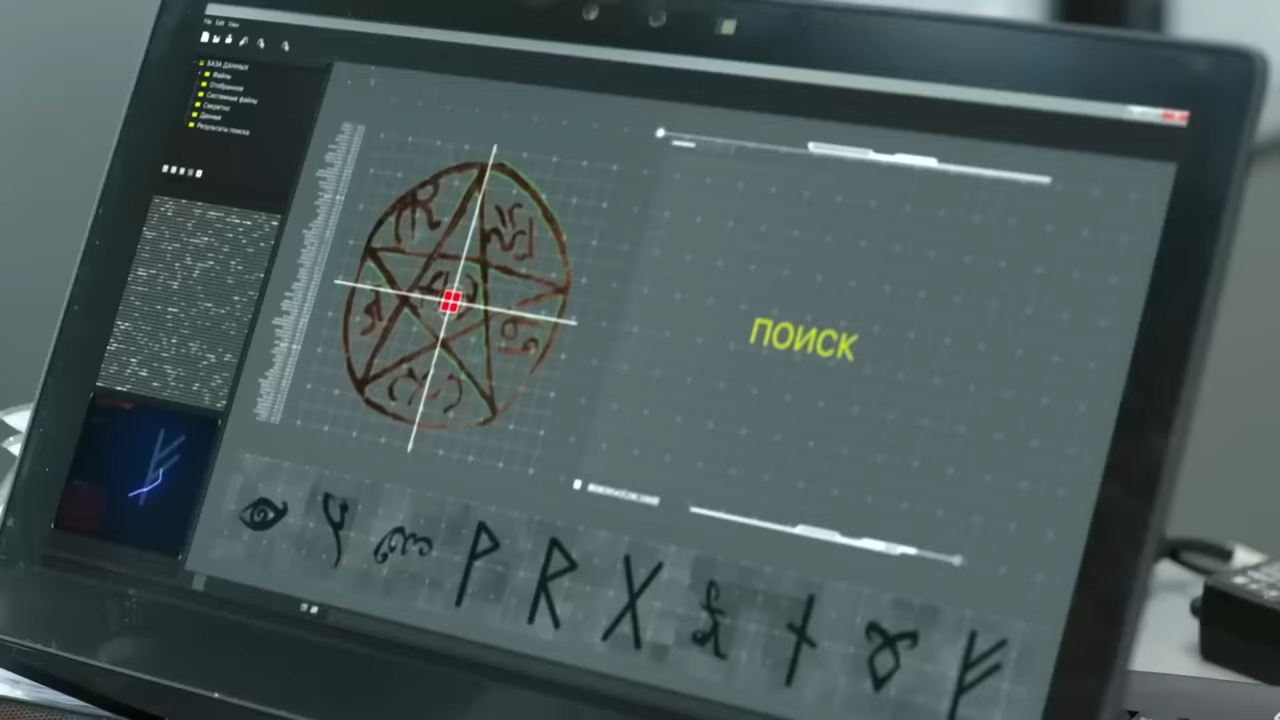 File Edit View
БАЗА ДАННЫХ
Файлы
Отобранное
Системные файлы
Секретно
Данные
Результаты поиска
ПОИСК